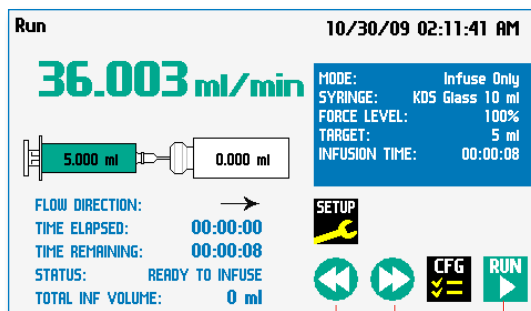 Run
10/30/09 02:11:41 AM
36.003 ml/min
MODE: Infuse Only
SYRINGE: KDS Glass 10 ml
FORCE LEVEL: 100%
TARGET: 5 ml
INFUSION TIME: 00:00:08
5.000 ml
0.000 ml
FLOW DIRECTION:
TIME ELAPSED: 00:00:00
TIME REMAINING: 00:00:08
STATUS: READY TO INFUSE
TOTAL INF VOLUME: 0 ml
SETUP
CFG
RUN